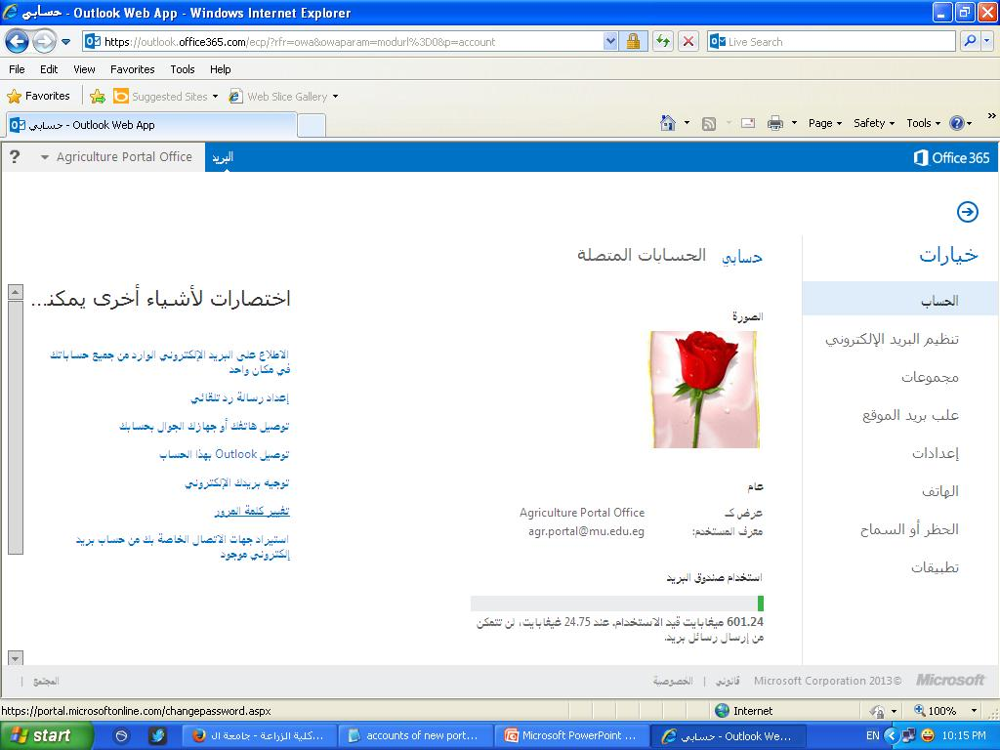 حسابي - Outlook Web App - Windows Internet Explorer
https://outlook.office365.com/ecp/?rfr=owa&owaparam=modurl%3D0&p=account
Live Search
File Edit View Favorites Tools Help
Favorites Suggested Sites Web Slice Gallery
حسابي - Outlook Web App
Page Safety Tools
? Agriculture Portal Office البريد
Office 365
خيارات
الحساب
تنظيم البريد الإلكتروني
مجموعات
علب بريد الموقع
إعدادات
الهاتف
الحظر أو السماح
تطبيقات
حسابي الحسابات المتصلة
الصورة
عام
عرض كـ Agriculture Portal Office
معرف المستخدم: agr.portal@mu.edu.eg
استخدام صندوق البريد
601.24 ميغابايت قيد الاستخدام. عند 24.75 غيغابايت، لن تتمكن
من إرسال رسائل بريد.
اختصارات لأشياء أخرى يمكنـ...
الاطلاع على البريد الإلكتروني الوارد من جميع حساباتك
في مكان واحد
إعداد رسالة رد تلقائي
توصيل هاتفك أو جهازك الجوال بحسابك
توصيل Outlook بهذا الحساب
توجيه بريدك الإلكتروني
تغيير كلمة المرور
استيراد جهات الاتصال الخاصة بك من حساب بريد
إلكتروني موجود
Microsoft
Microsoft Corporation 2013© قانوني | الخصوصية
المجتمع |
https://portal.microsoftonline.com/changepassword.aspx
Internet
100%
start
كلية الزراعة - جامعة ال...
accounts of new port...
Microsoft PowerPoint ...
حسابي - Outlook We...
EN
10:15 PM